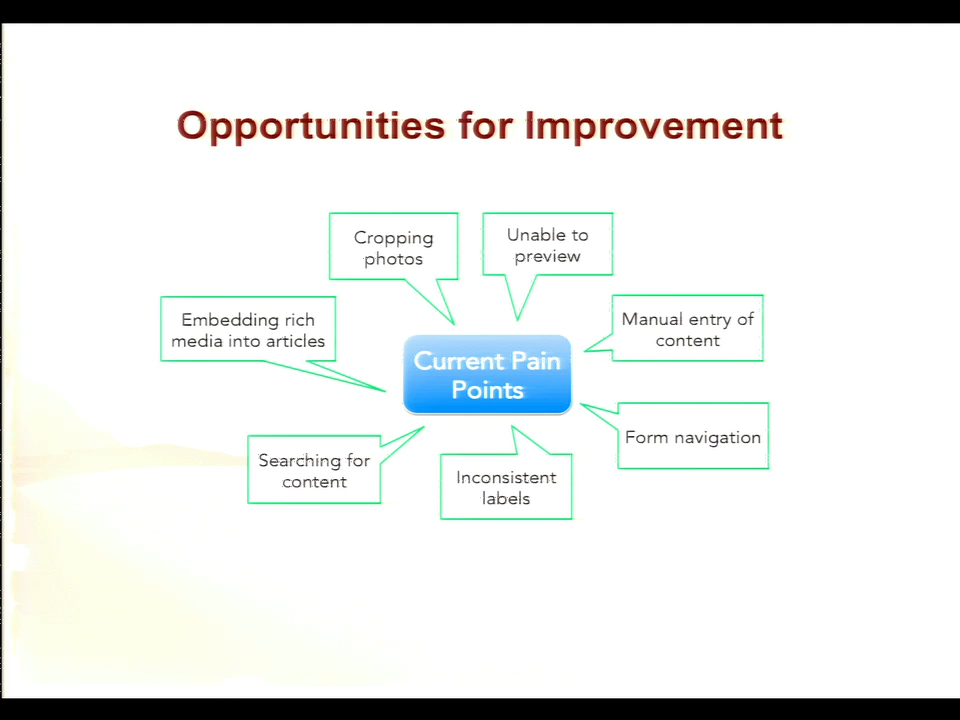 Opportunities for Improvement
Cropping
photos
Unable to
preview
Embedding rich
media into articles
Manual entry of
content
Current Pain
Points
Form navigation
Searching for
content
Inconsistent
labels